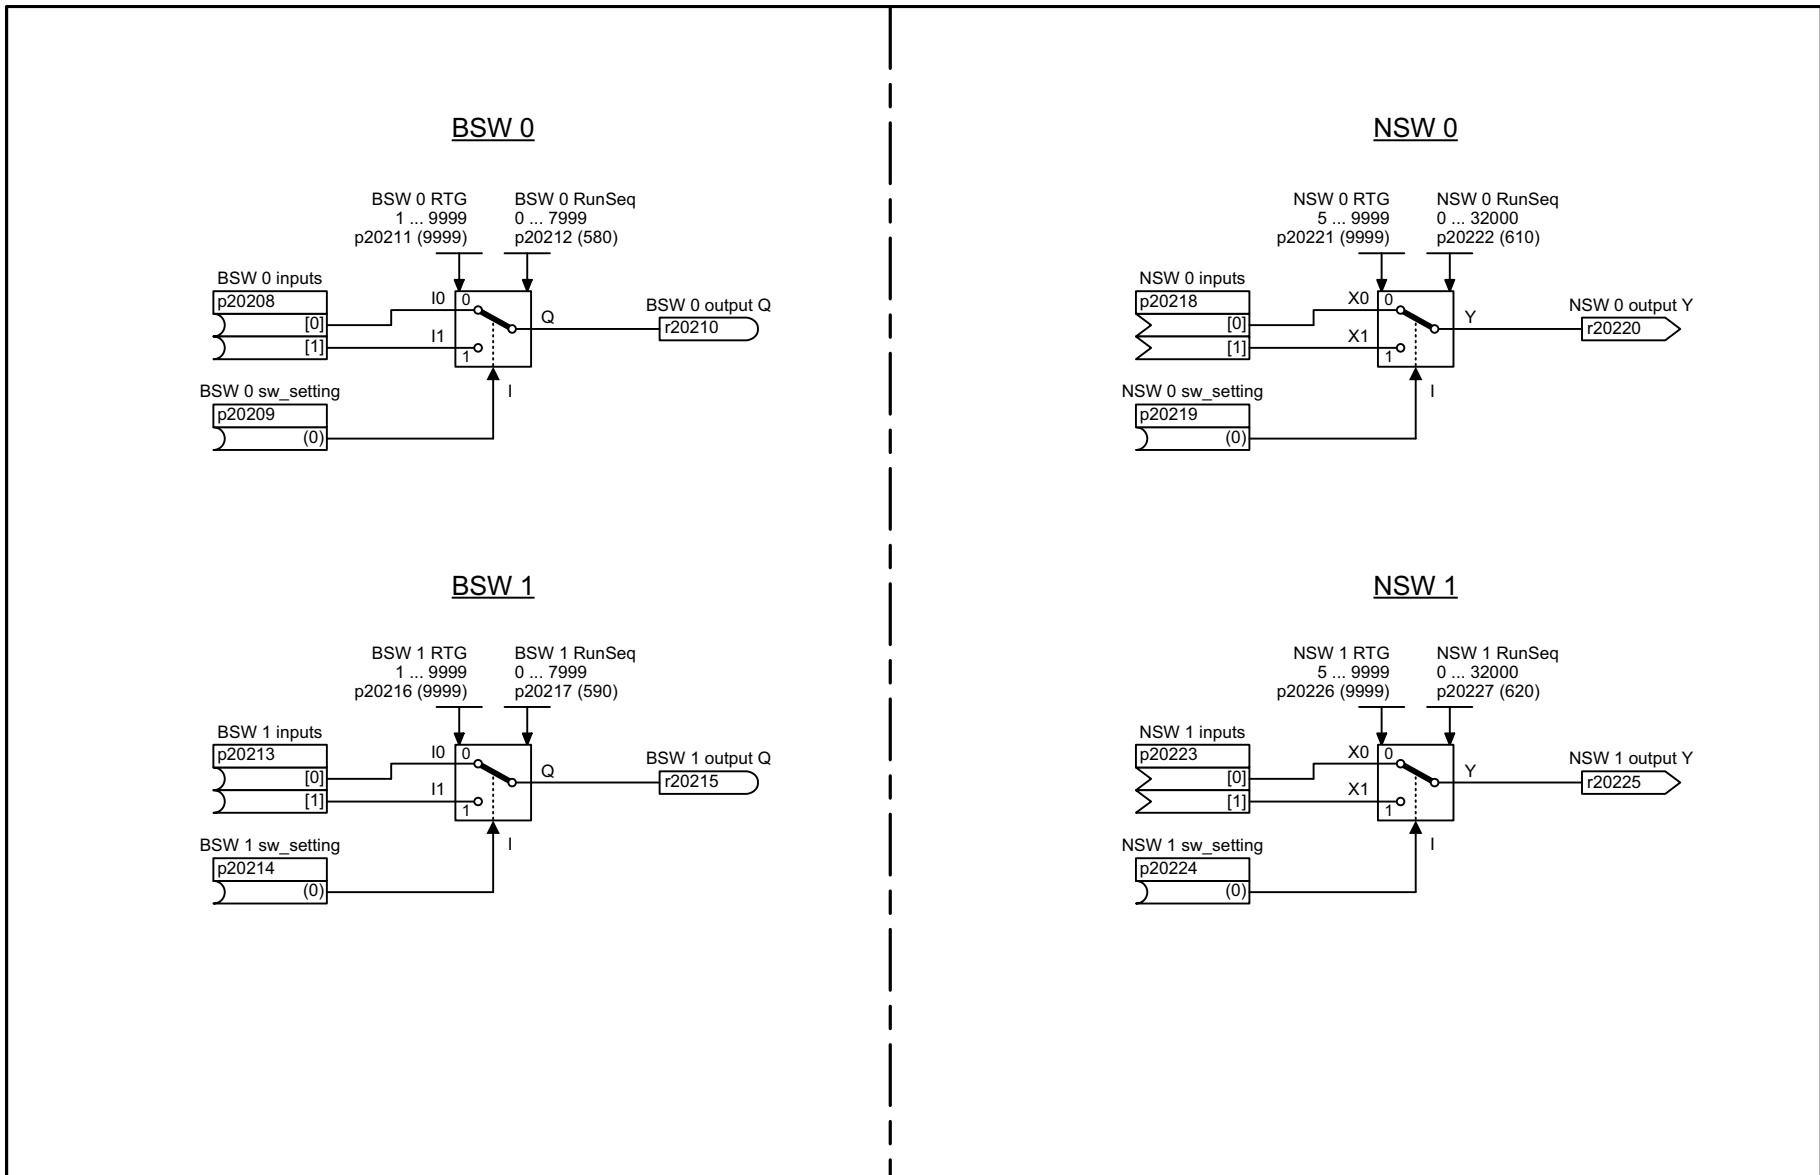 BSW 0
BSW 0 RTG
1 ... 9999
p20211 (9999)
BSW 0 RunSeq
0 ... 7999
p20212 (580)
BSW 0 inputs
p20208
[0]
[1]
I0
I1
0
1
Q
I
BSW 0 output Q
r20210
BSW 0 sw_setting
p20209
(0)
BSW 1
BSW 1 RTG
1 ... 9999
p20216 (9999)
BSW 1 RunSeq
0 ... 7999
p20217 (590)
BSW 1 inputs
p20213
[0]
[1]
I0
I1
0
1
Q
I
BSW 1 output Q
r20215
BSW 1 sw_setting
p20214
(0)
NSW 0
NSW 0 RTG
5 ... 9999
p20221 (9999)
NSW 0 RunSeq
0 ... 32000
p20222 (610)
NSW 0 inputs
p20218
[0]
[1]
X0
X1
0
1
Y
I
NSW 0 output Y
r20220
NSW 0 sw_setting
p20219
(0)
NSW 1
NSW 1 RTG
5 ... 9999
p20226 (9999)
NSW 1 RunSeq
0 ... 32000
p20227 (620)
NSW 1 inputs
p20223
[0]
[1]
X0
X1
0
1
Y
I
NSW 1 output Y
r20225
NSW 1 sw_setting
p20224
(0)